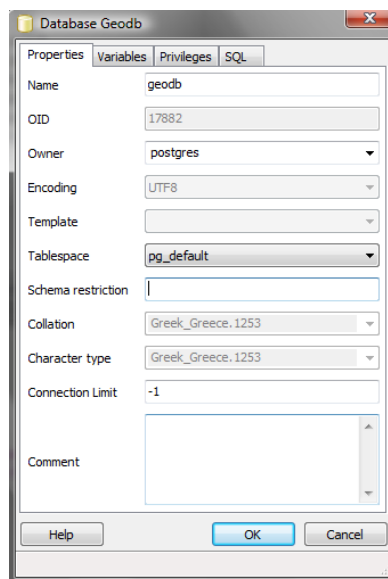 Database Geodb
Properties Variables Privileges SQL
Name geodb
OID 17882
Owner postgres
Encoding UTF8
Template
Tablespace pg_default
Schema restriction
Collation Greek_Greece.1253
Character type Greek_Greece.1253
Connection Limit -1
Comment
Help OK Cancel